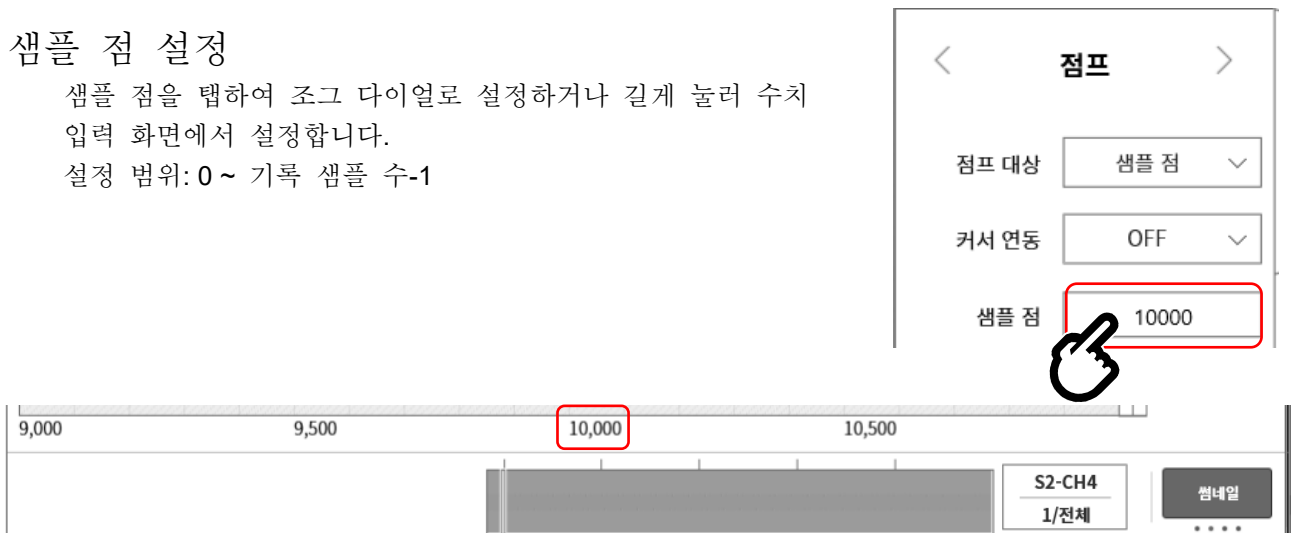 샘플 점 설정
샘플 점을 탭하여 조그 다이얼로 설정하거나 길게 눌러 수치
입력 화면에서 설정합니다.
설정 범위: 0 ~ 기록 샘플 수-1
점프
점프 대상 샘플 점
커서 연동 OFF
샘플 점 10000
9,000 9,500 10,000 10,500
S2-CH4
1/전체
썸네일